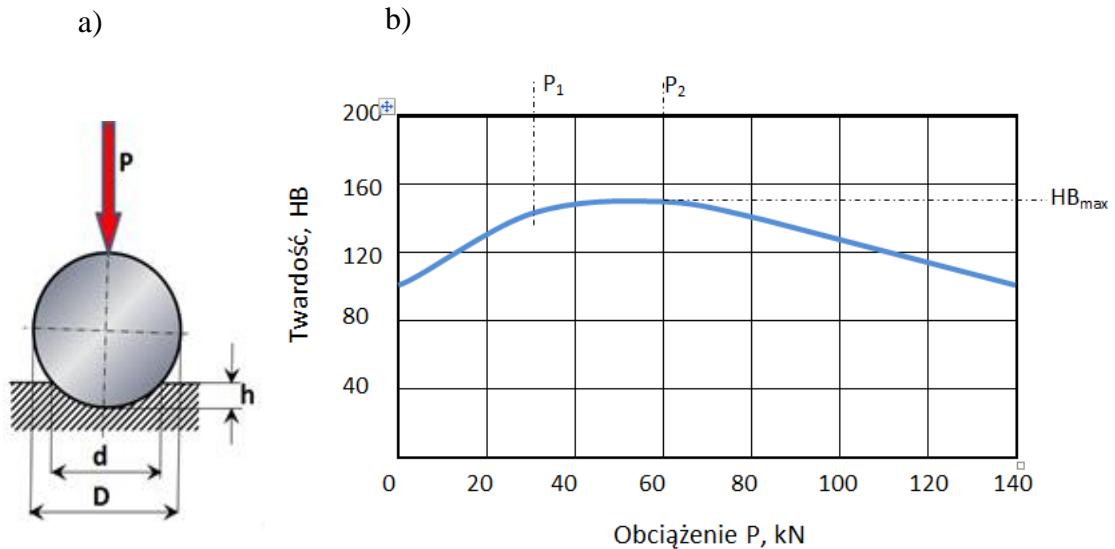 a)
b)
P
h
d
D
P₁ P₂
200
160
120
80
40
HBmax
Twardość, HB
0 20 40 60 80 100 120 140
Obciążenie P, kN